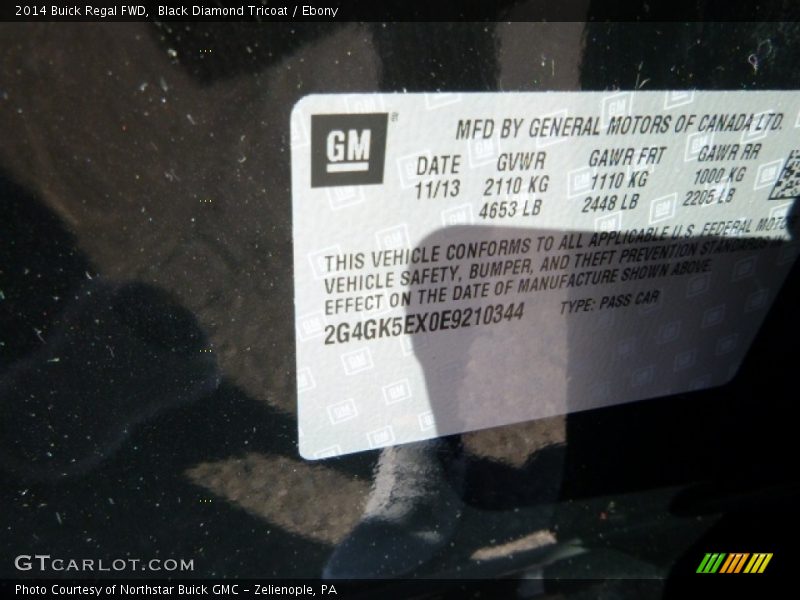 2014 Buick Regal FWD,  Black Diamond Tricoat / Ebony
GM®
MFD BY GENERAL MOTORS OF CANADA LTD.
DATE GVWR GAWR FRT GAWR RR
11/13 2110 KG 1110 KG 1000 KG
4653 LB 2448 LB 2205 LB
THIS VEHICLE CONFORMS TO ALL APPLICABLE U.S. FEDERAL MOTO
VEHICLE SAFETY, BUMPER, AND THEFT PREVENTION STANDARDS IN
EFFECT ON THE DATE OF MANUFACTURE SHOWN ABOVE.
2G4GK5EX0E9210344 TYPE: PASS CAR
GTCARLOT.COM
Photo Courtesy of Northstar Buick GMC - Zelienople, PA